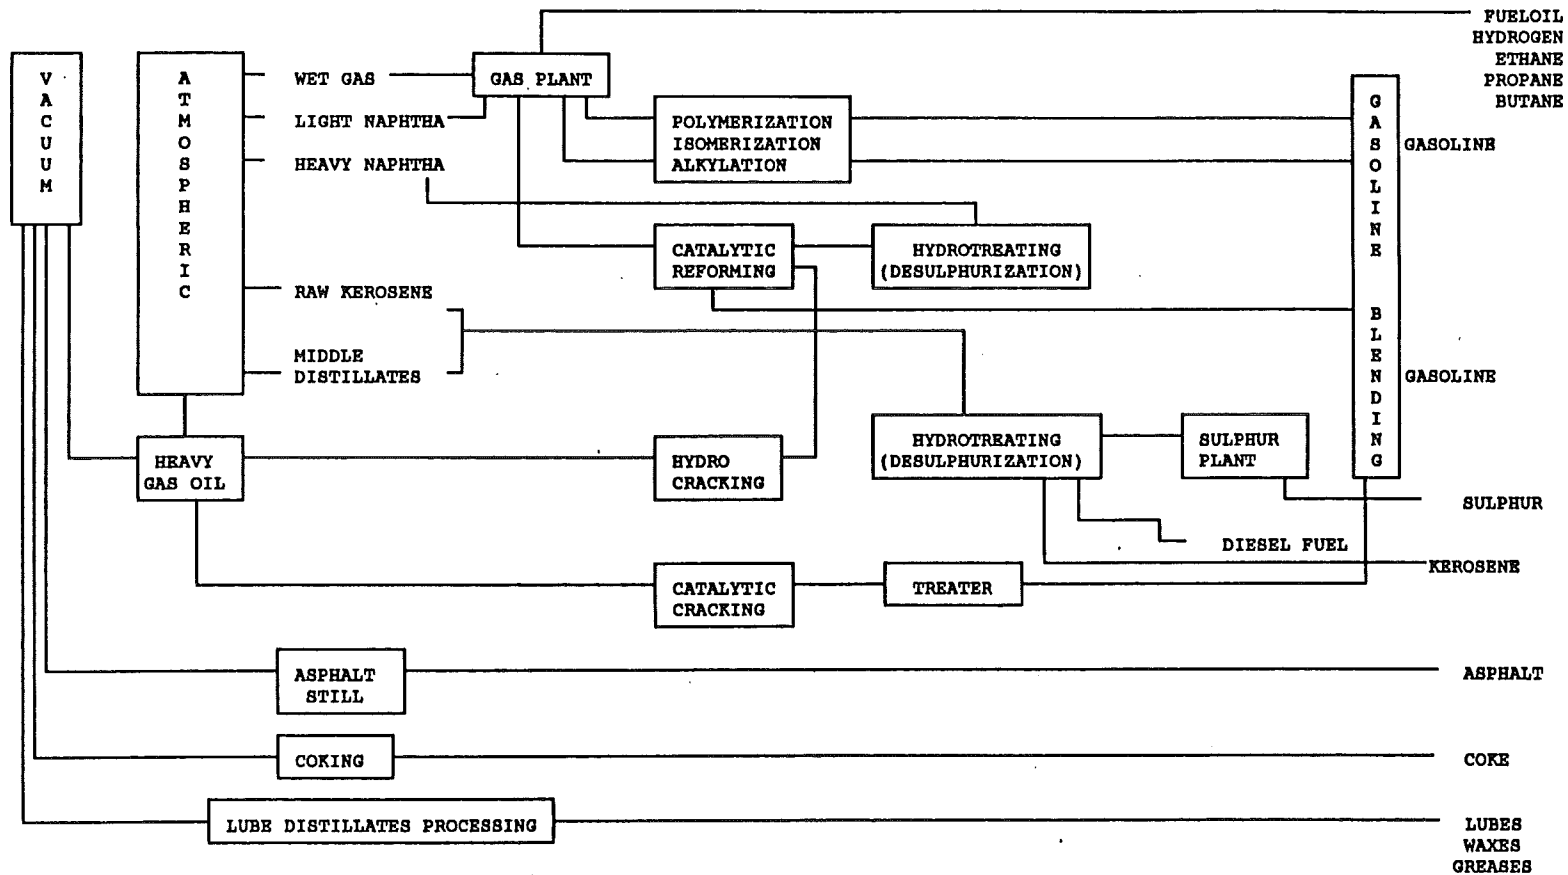 FUELOIL
HYDROGEN
ETHANE
PROPANE
BUTANE
VACUUM
ATMOSPHERIC
WET GAS
GAS PLANT
LIGHT NAPHTHA
HEAVY NAPHTHA
POLYMERIZATION
ISOMERIZATION
ALKYLATION
GASOLINE BLENDING
GASOLINE
CATALYTIC
REFORMING
HYDROTREATING
(DESULPHURIZATION)
RAW KEROSENE
MIDDLE
DISTILLATES
GASOLINE
HEAVY
GAS OIL
HYDRO
CRACKING
HYDROTREATING
(DESULPHURIZATION)
SULPHUR
PLANT
SULPHUR
DIESEL FUEL
KEROSENE
CATALYTIC
CRACKING
TREATER
ASPHALT
STILL
ASPHALT
COKING
COKE
LUBE DISTILLATES PROCESSING
LUBES
WAXES
GREASES